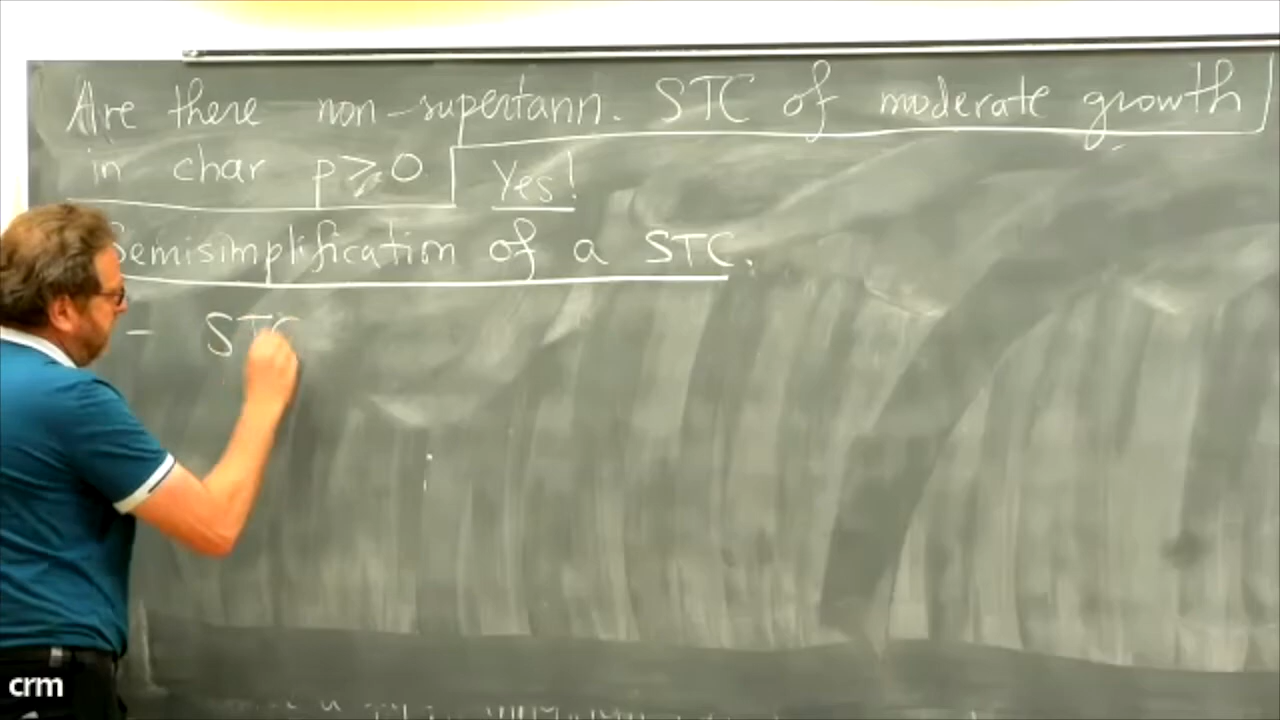 Are there non-supertann. STC of moderate growth
in char p ≥ 0 Yes!
Semisimplification of a STC.
- STC
crm